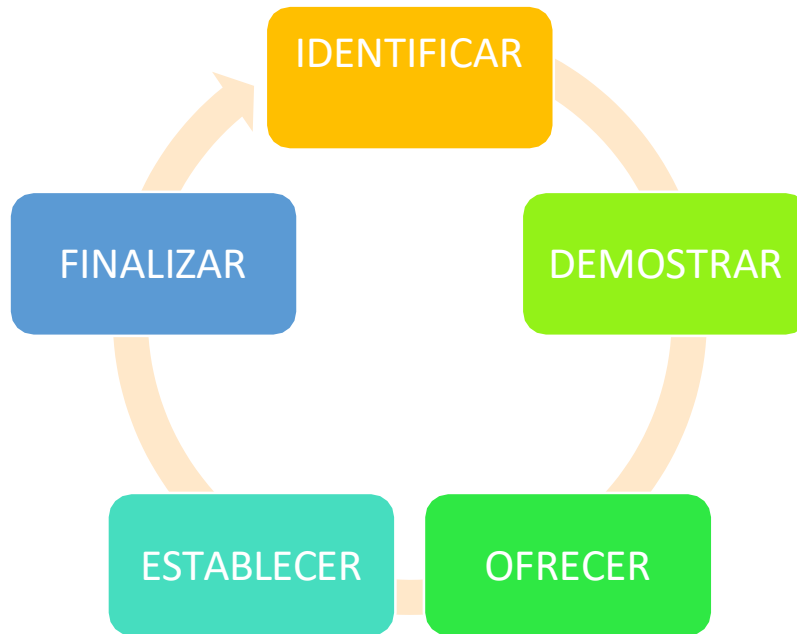 IDENTIFICAR
DEMOSTRAR
OFRECER
ESTABLECER
FINALIZAR